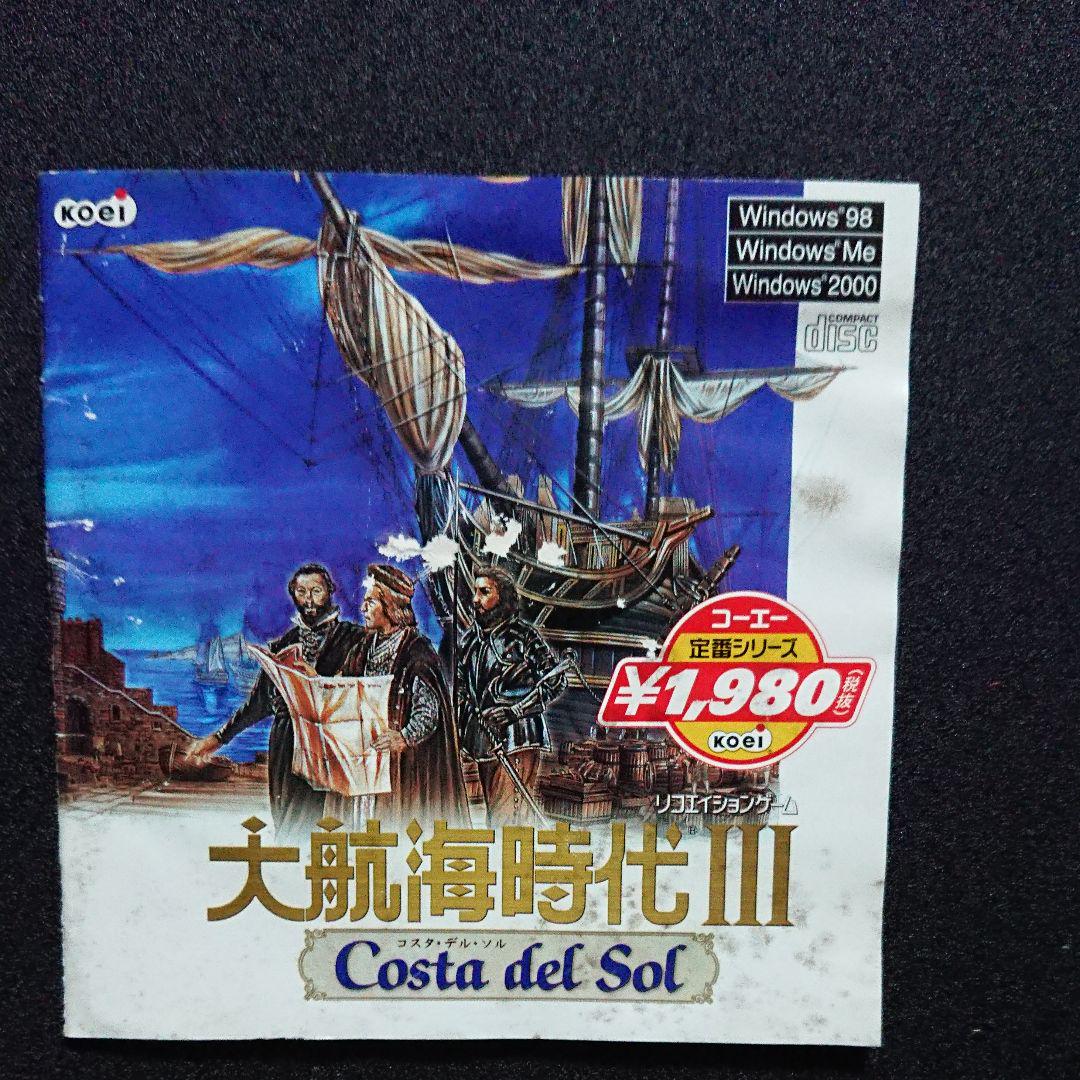 KOEI
Windows®98
Windows®Me
Windows®2000
COMPACT
disc
コーエー
定番シリーズ
¥1,980(税抜)
KOEI
リコエイションゲーム
®
大航海時代III
コスタ・デル・ソル
Costa del Sol